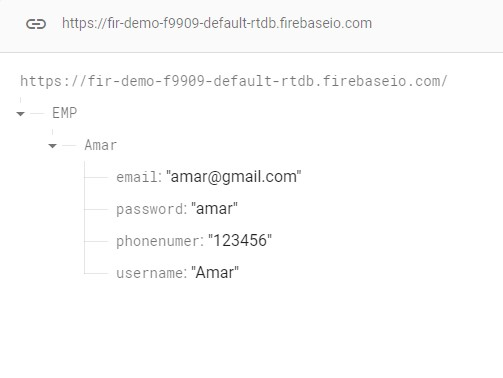 https://fir-demo-f9909-default-rtdb.firebaseio.com
https://fir-demo-f9909-default-rtdb.firebaseio.com/
EMP
Amar
email: "amar@gmail.com"
password: "amar"
phonenumer: "123456"
username: "Amar"